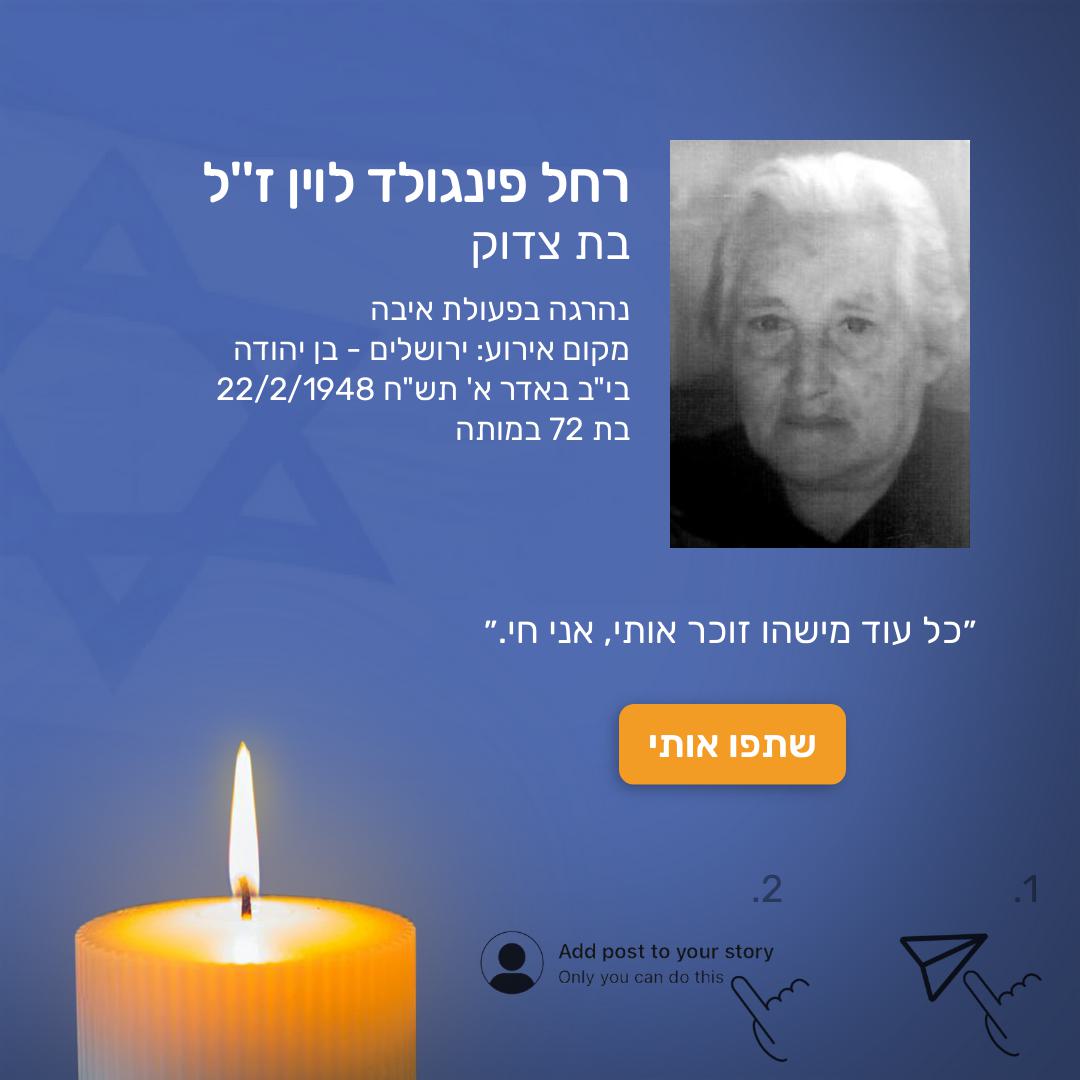 רחל פינגולד לוין ז"ל
בת צדוק
נהרגה בפעולת איבה
מקום אירוע: ירושלים - בן יהודה
בי"ב באדר א' תש"ח 22/2/1948
בת 72 במותה
״כל עוד מישהו זוכר אותי, אני חי.״
שתפו אותי
.1
.2
Add post to your story
Only you can do this